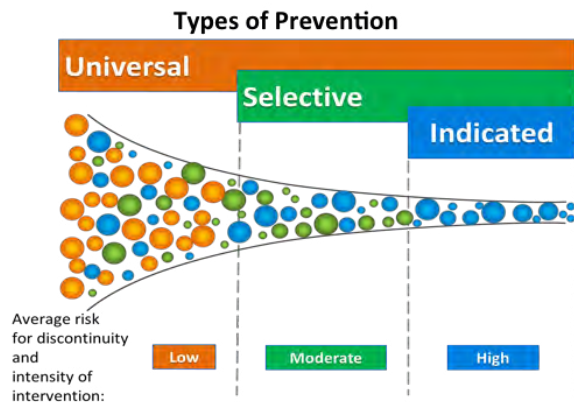 Types of Prevention
Universal
Selective
Indicated
Average risk
for discontinuity
and
intensity of
intervention:
Low
Moderate
High